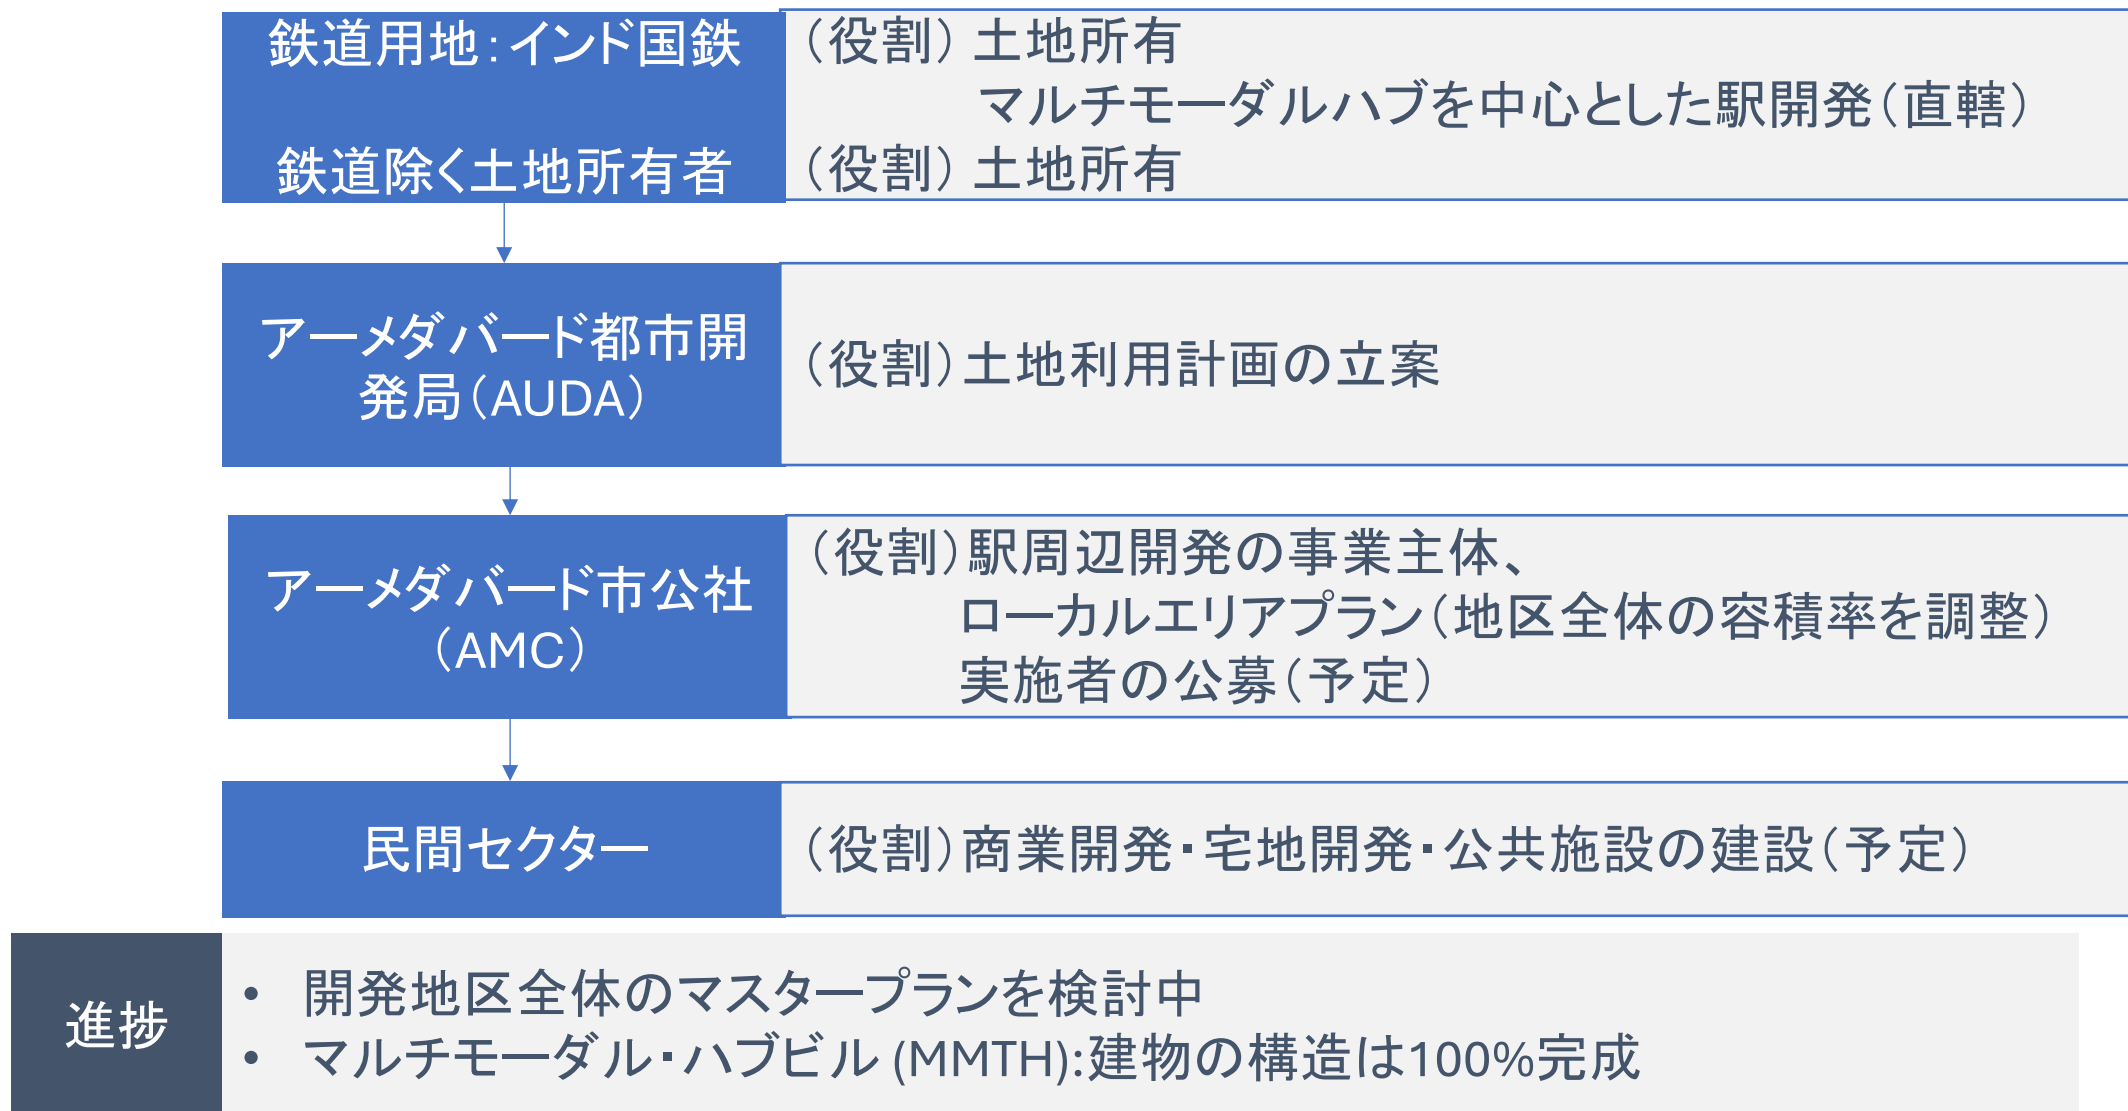 鉄道用地：インド国鉄
（役割） 土地所有
マルチモーダルハブを中心とした駅開発（直轄）
鉄道除く土地所有者
（役割） 土地所有
アーメダバード都市開
発局（AUDA）
（役割）土地利用計画の立案
アーメダバード市公社
（AMC）
（役割）駅周辺開発の事業主体、
ローカルエリアプラン（地区全体の容積率を調整）
実施者の公募（予定）
民間セクター
（役割）商業開発・宅地開発・公共施設の建設（予定）
進捗
• 開発地区全体のマスタープランを検討中
• マルチモーダル・ハブビル (MMTH):建物の構造は100%完成